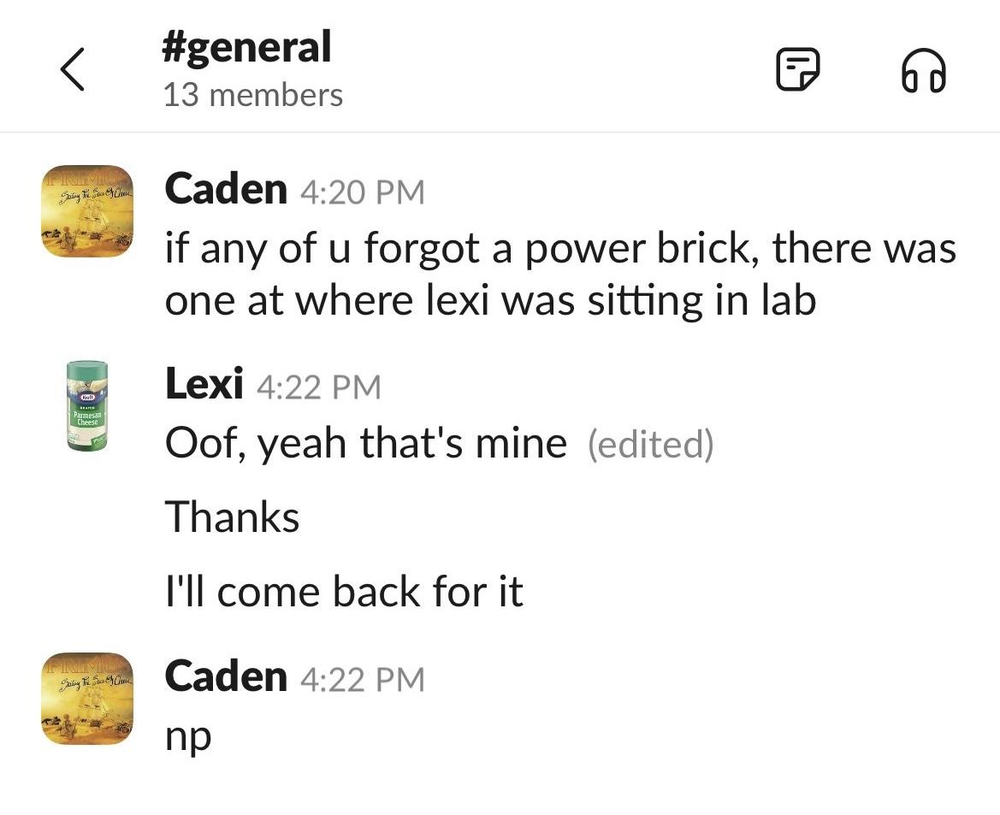 #general
13 members
PRIMUS
Sailing The Seas Of Cheese
Caden 4:20 PM
if any of u forgot a power brick, there was
one at where lexi was sitting in lab
Kraft
GRATED
Parmesan
Cheese
Lexi 4:22 PM
Oof, yeah that's mine (edited)
Thanks
I'll come back for it
PRIMUS
Sailing The Seas Of Cheese
Caden 4:22 PM
np